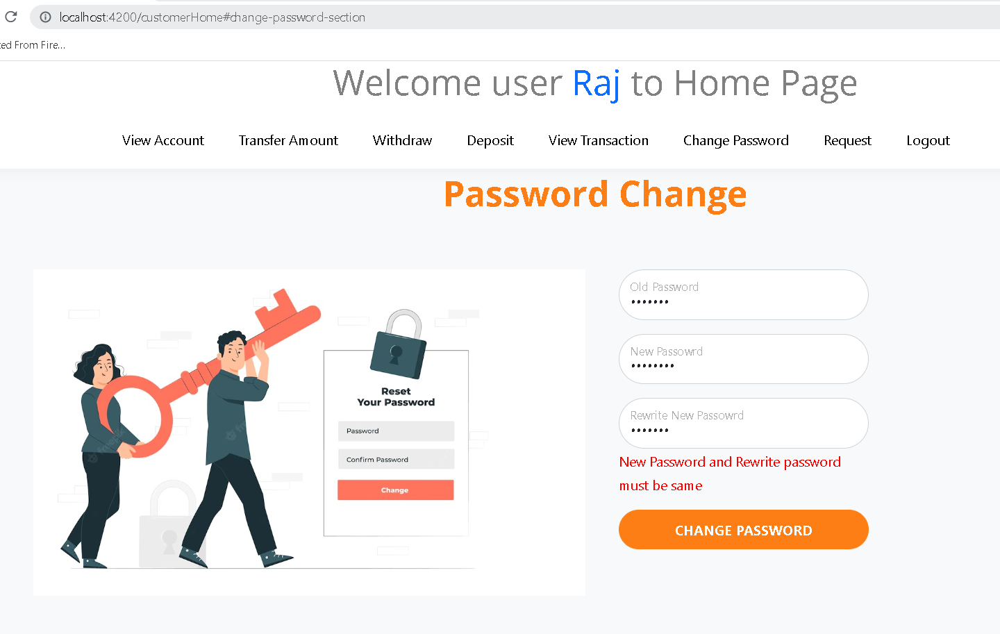 localhost:4200/customerHome#change-password-section
ted From Fire...
Welcome user Raj to Home Page
View Account Transfer Amount Withdraw Deposit View Transaction Change Password Request Logout
Password Change
Old Password
•••••••
New Passowrd
••••••••
Rewrite New Passowrd
•••••••
New Password and Rewrite password
must be same
CHANGE PASSWORD
Reset
Your Password
Password
Confirm Password
Change